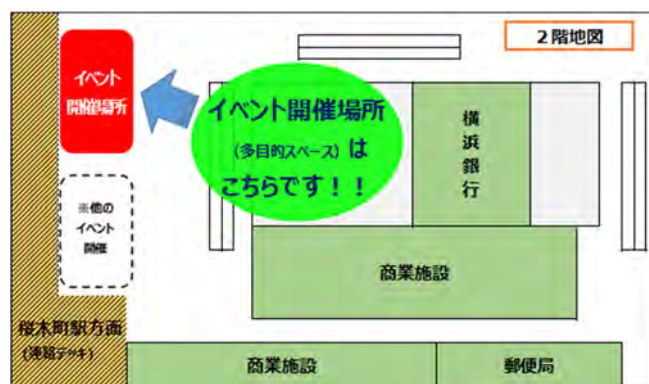 2階地図
イベント
開催場所
イベント開催場所
(多目的スペース) は
こちらです！！
横
浜
銀
行
※他の
イベント
開催
商業施設
桜木町駅方面
(連絡デッキ)
商業施設
郵便局